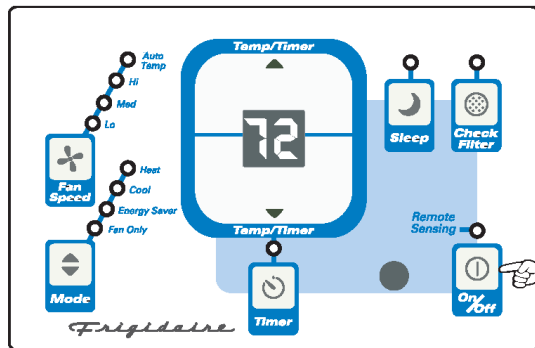 Temp/Timer
Auto
Temp
Hi
Med
Lo
Fan
Speed
72
Sleep
Check
Filter
Heat
Cool
Energy Saver
Fan Only
Mode
Temp/Timer
Timer
Remote
Sensing
On/Off
Frigidaire